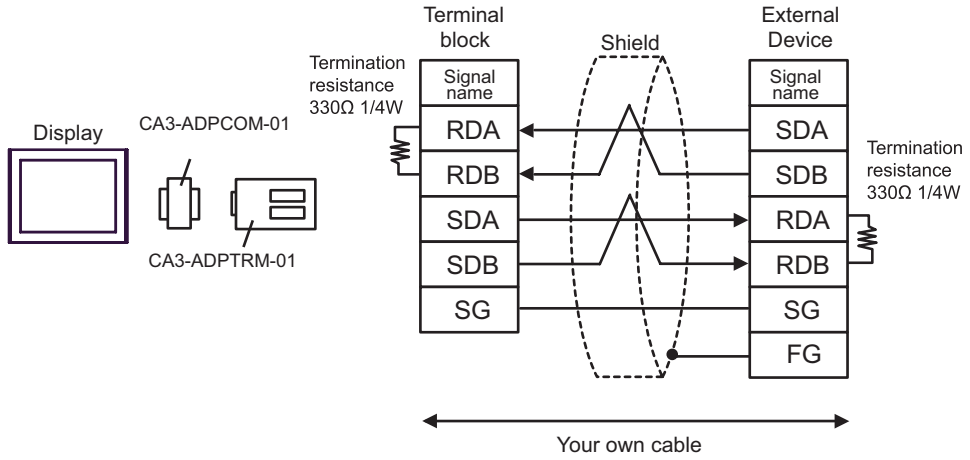 Display
CA3-ADPCOM-01
CA3-ADPTRM-01
Termination
resistance
330Ω 1/4W
Terminal
block
Signal
name
RDA
RDB
SDA
SDB
SG
Shield
External
Device
Signal
name
SDA
SDB
RDA
RDB
SG
FG
Termination
resistance
330Ω 1/4W
Your own cable